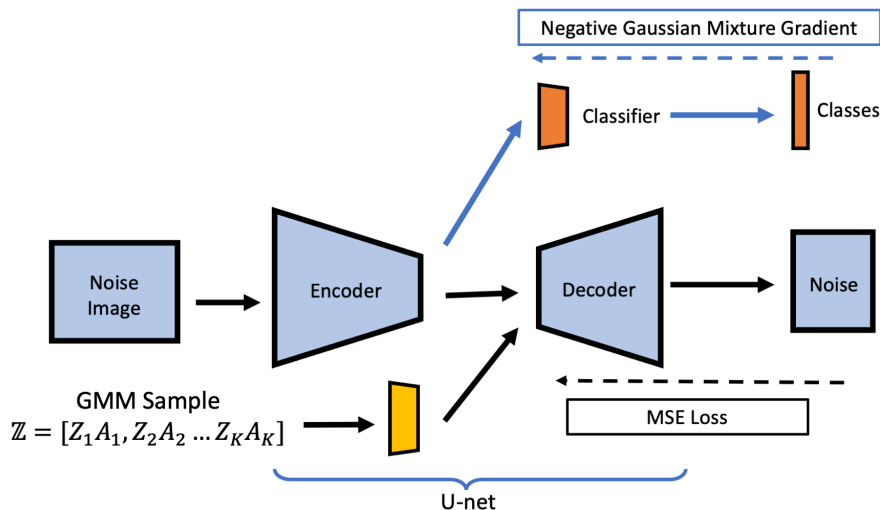 Negative Gaussian Mixture Gradient
Classifier
Classes
Noise
Image
Encoder
Decoder
Noise
GMM Sample
ℤ = [Z₁A₁, Z₂A₂ … Z_KA_K]
MSE Loss
U-net